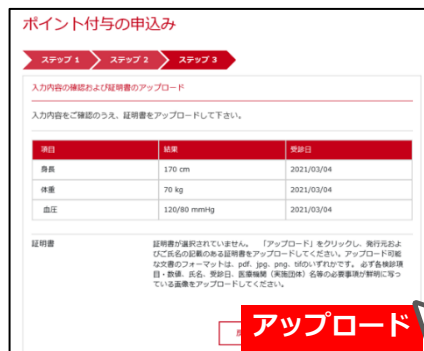 ポイント付与の申込み
ステップ 1 ステップ 2 ステップ 3
入力内容の確認および証明書のアップロード
入力内容をご確認のうえ、証明書をアップロードして下さい。
項目 結果 受診日
身長 170 cm 2021/03/04
体重 70 kg 2021/03/04
血圧 120/80 mmHg 2021/03/04
証明書 証明書が選択されていません。 「アップロード」をクリックし、発行元およ
びご氏名の記載のある証明書をアップロードしてください。アップロード可能
な文書のフォーマットは、pdf、jpg、png、tifのいずれかです。 必ず各検診項
目・数値、氏名、受診日、医療機関（実施団体）名等の必要事項が鮮明に写っ
ている画像をアップロードしてください。
アップロード